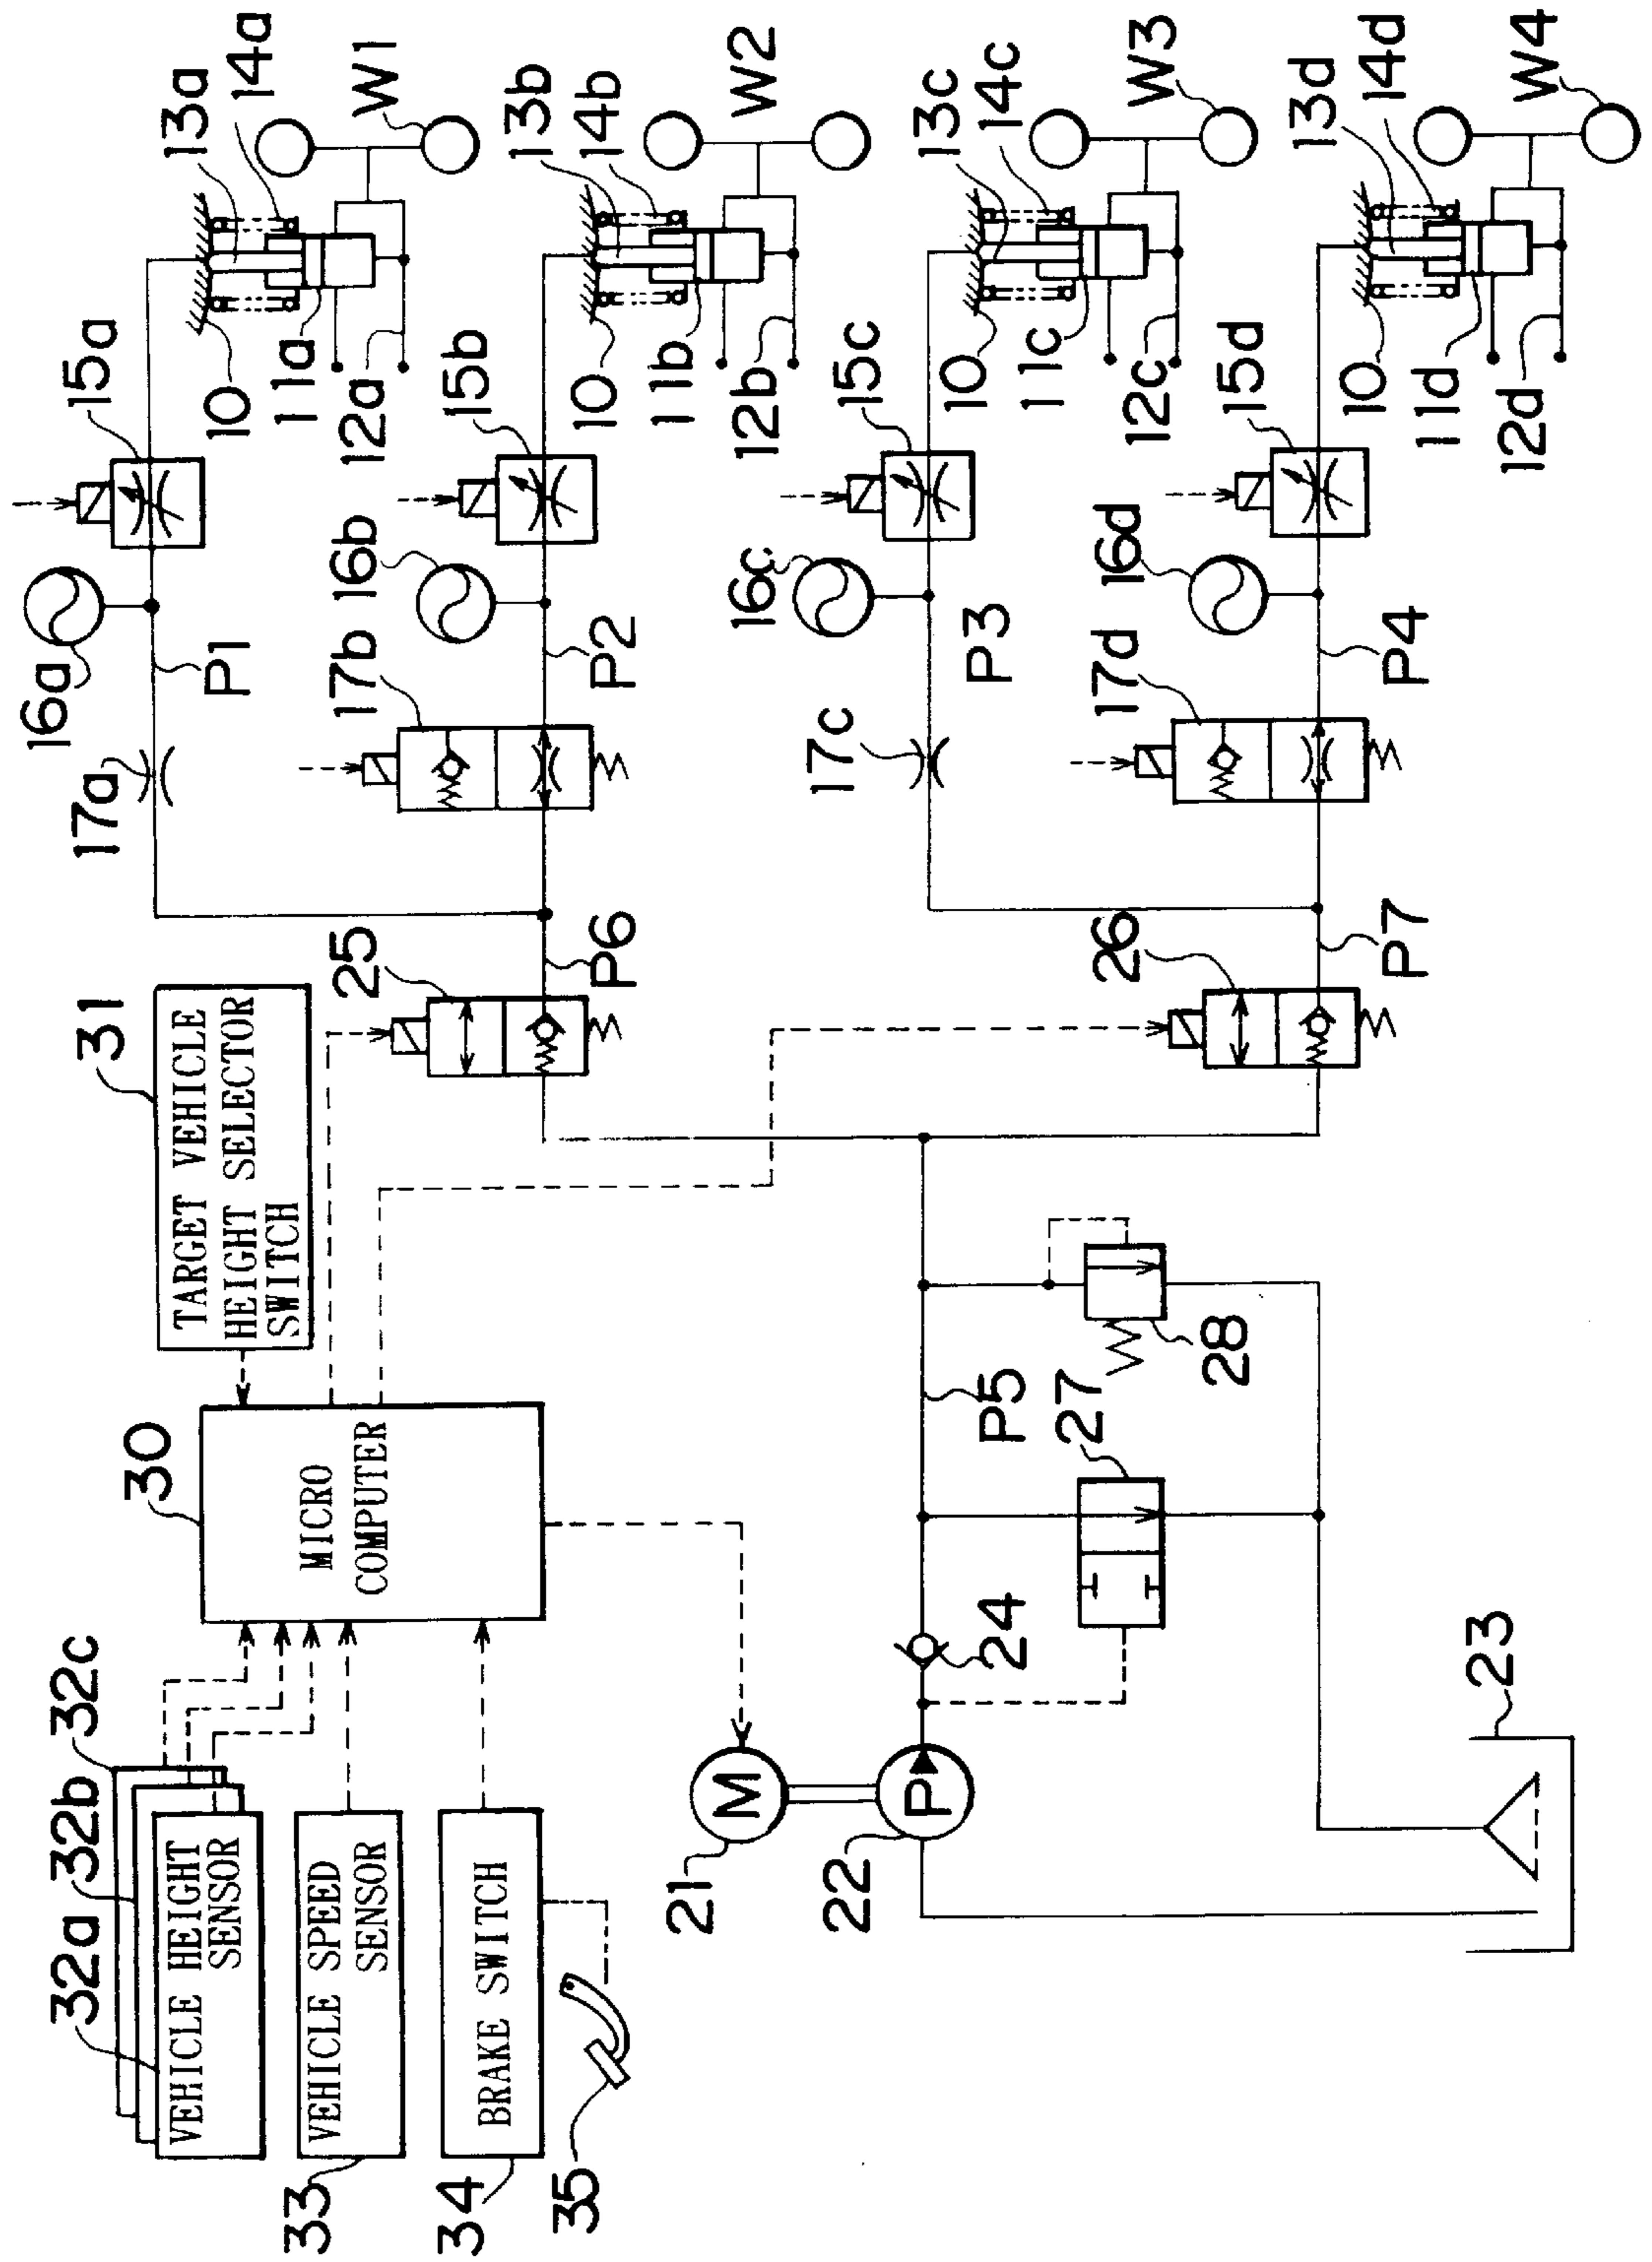 13a
14a
W1
15a
10
11a
12a
16a
P1
17a
13b
14b
W2
15b
10
11b
12b
16b
P2
17b
25
P6
13c
14c
W3
15c
10
11c
12c
16c
P3
17c
13d
14d
W4
15d
10
11d
12d
16d
P4
17d
26
P7
31
TARGET VEHICLE
HEIGHT SELECTOR
SWITCH
30
MICRO
COMPUTER
32a
32b
32c
VEHICLE HEIGHT
SENSOR
33
VEHICLE SPEED
SENSOR
34
BRAKE SWITCH
35
21
M
22
P
24
P5
27
28
23